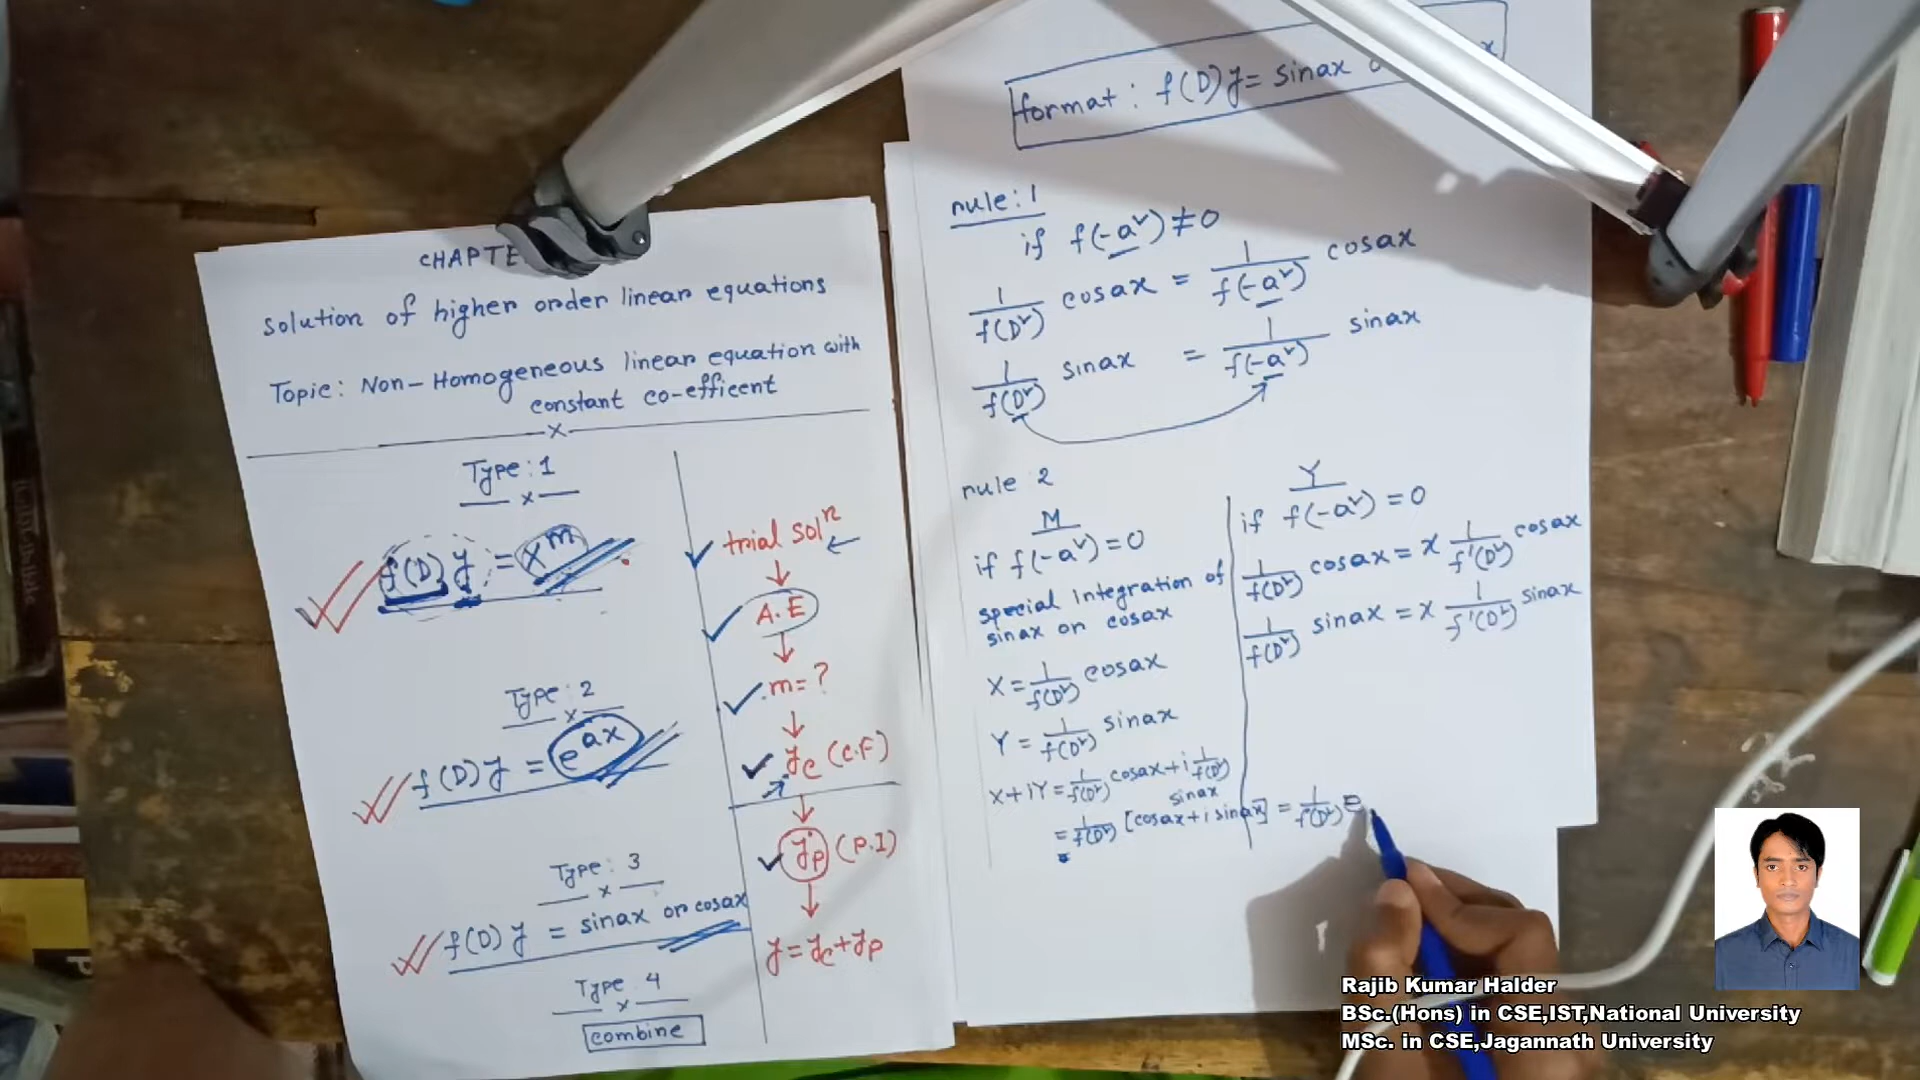 CHAPTE
Solution of higher order linear equations
Topic: Non-Homogeneous linear equation with
constant co-efficent
x
Type: 1
x
f(D) y = x^m
Type: 2
x
f(D) y = e^ax
Type: 3
x
f(D) y = sinax or cosax
Type 4
x
combine
trial sol^n
A.E
m=?
y_c (C.F)
y_p (P.I)
y = y_c + y_p
format: f(D) y = sinax
rule: 1
if f(-a²) ≠ 0
1/f(D²) cosax = 1/f(-a²) cosax
1/f(D²) sinax = 1/f(-a²) sinax
rule 2
M
if f(-a²) = 0
special integration of
sinax or cosax
X = 1/f(D²) cosax
Y = 1/f(D²) sinax
X+iY = 1/f(D²) cosax + i 1/f(D²)
sinax
= 1/f(D²) [cosax + i sinax] = 1/f(D²) e
Y
if f(-a²) = 0
1/f(D²) cosax = x 1/f'(D²) cosax
1/f(D²) sinax = x 1/f'(D²) sinax
Rajib Kumar Halder
BSc.(Hons) in CSE,IST,National University
MSc. in CSE,Jagannath University